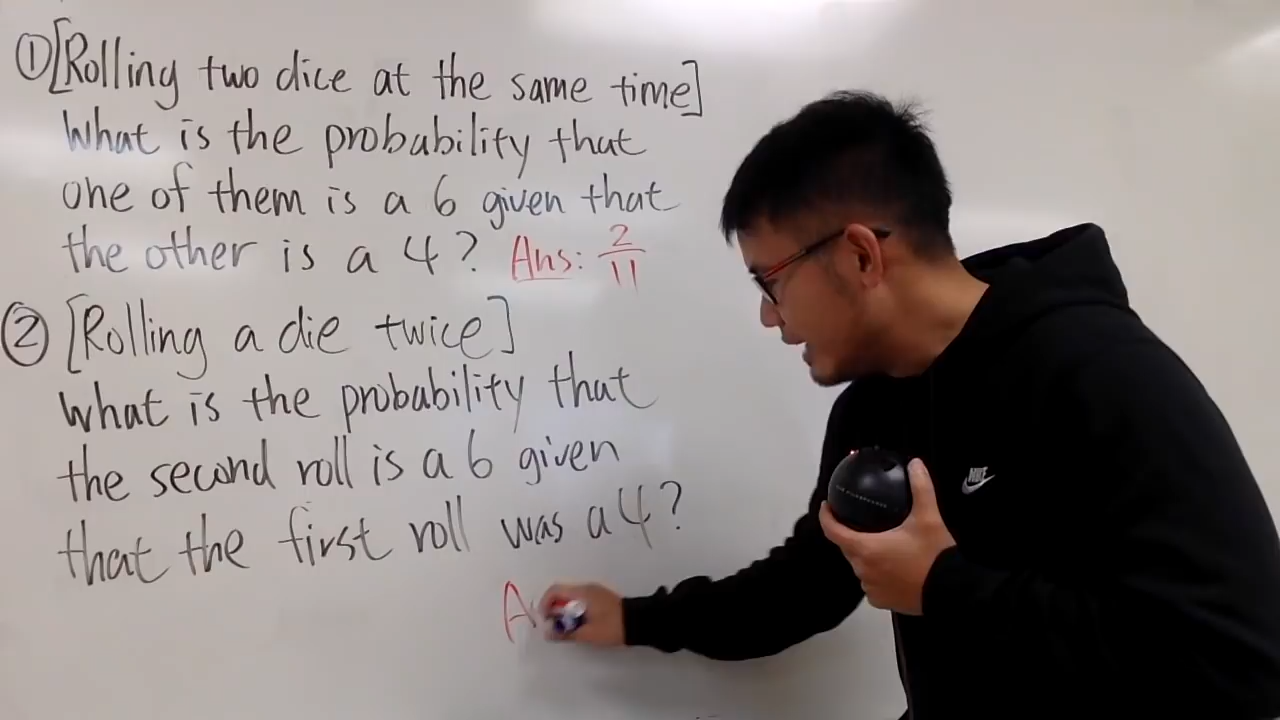 ① [Rolling two dice at the same time]
What is the probability that
one of them is a 6 given that
the other is a 4? Ans: 2/11
② [Rolling a die twice]
What is the probability that
the second roll is a 6 given
that the first roll was a 4?
A
NIKE